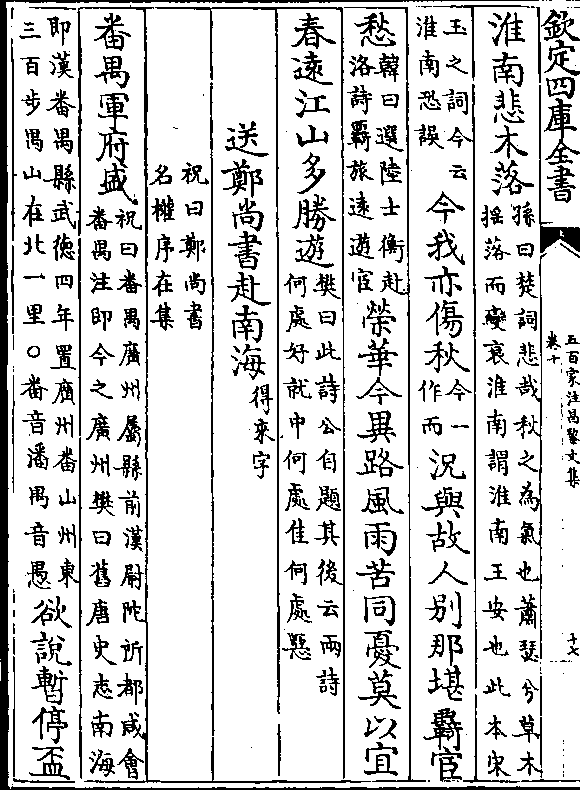 欽定四庫全書
五百家注昌黎文集
卷十
十七
淮南悲木落孫曰楚詞悲哉秋之為氣也蕭瑟兮草木
搖落而變衰淮南謂淮南王安也此本宋
玉之詞今云
淮南恐誤今我亦傷秋今一
作而況與故人别那堪覊官
愁韓曰選陸士衡赴
洛詩覊旅遠遊宦榮華今異路風雨苦同憂莫以宜
春遠江山多勝遊樊曰此詩公自題其後云兩詩
何處好就中何處佳何處惡
送鄭尚書赴南海得來字
祝曰鄭尚書
名權序在集
番禺軍府盛祝曰番禺廣州屬縣前漢尉陀所都咸會
番禺注即今之廣州樊曰舊唐史志南海
即漢番禺縣武德四年置廣州番山州東
三百步禺山在北一里○番音潘禺音愚欲說暫停盃